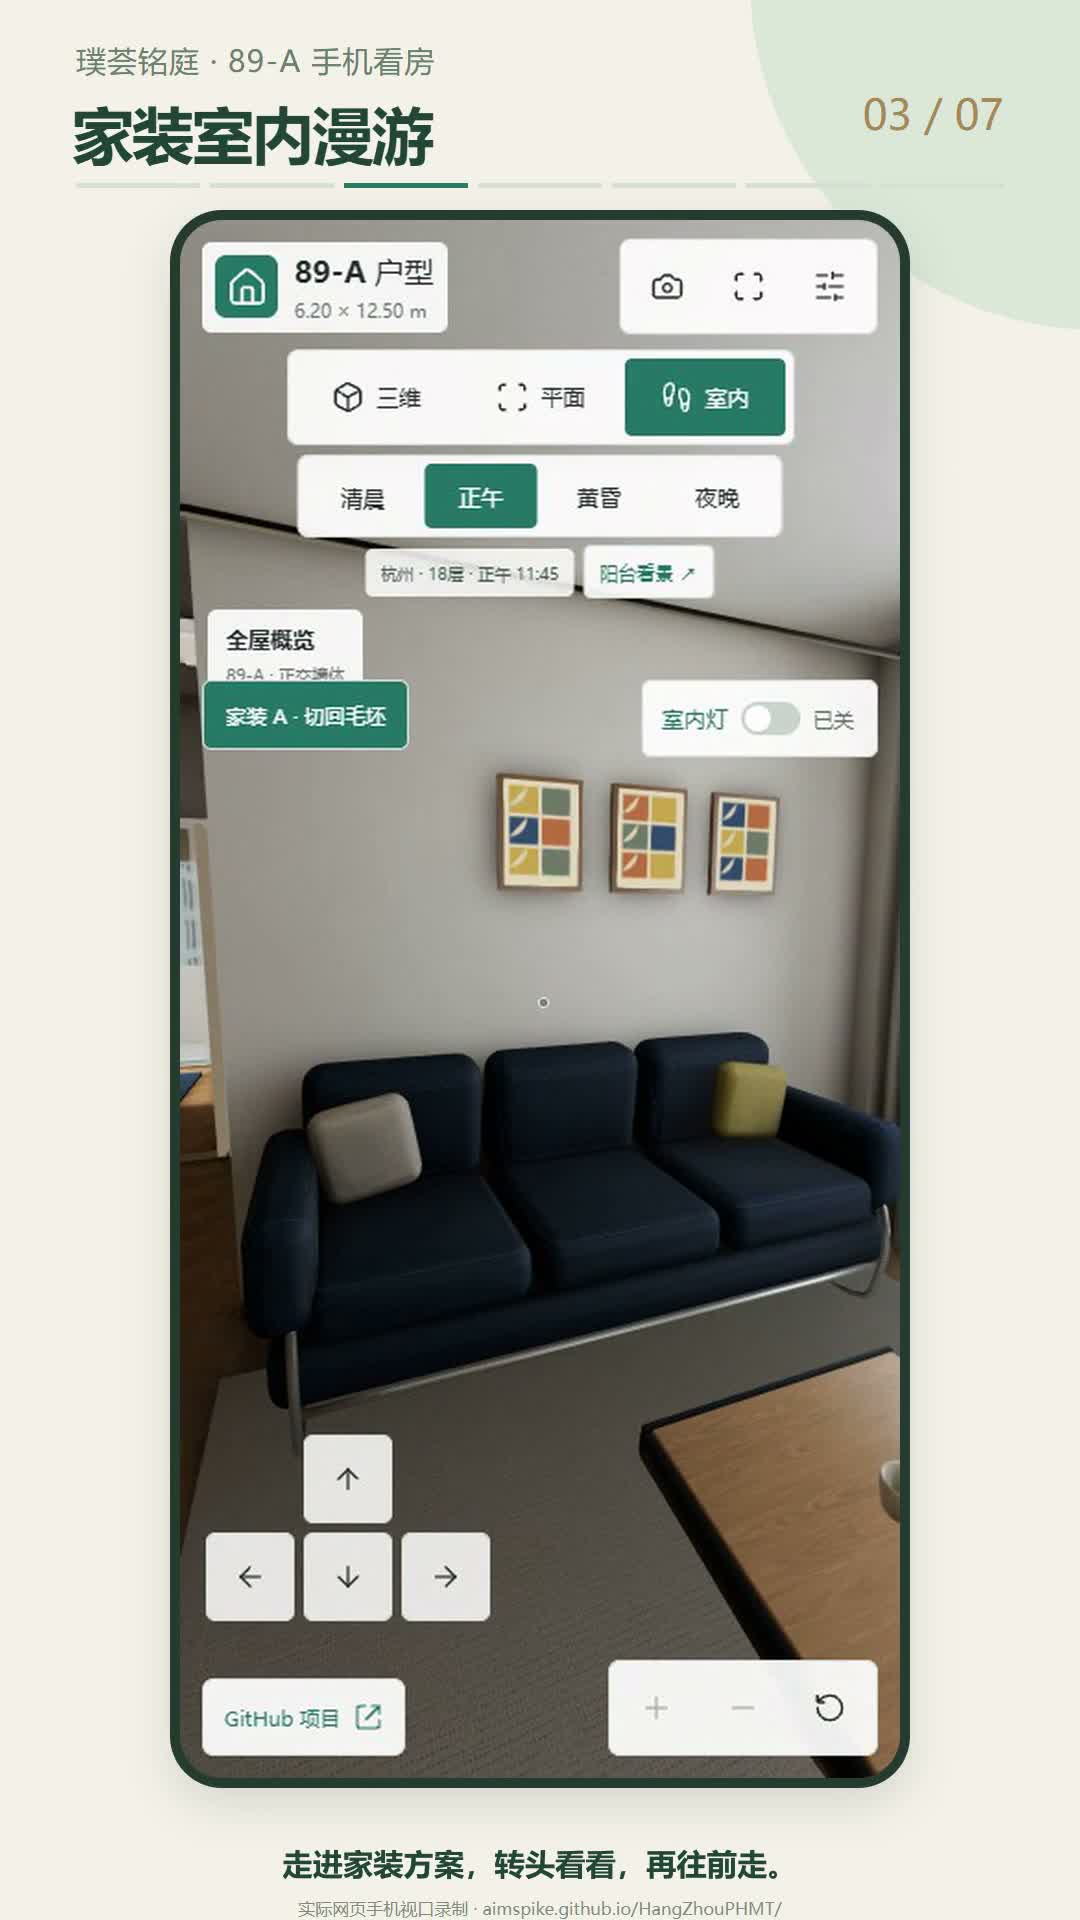 璞荟铭庭 · 89-A 手机看房
家装室内漫游
03 / 07
89-A 户型
6.20 × 12.50 m
三维
平面
室内
清晨
正午
黄昏
夜晚
杭州 · 18层 · 正午 11:45
阳台看景 ↗
全屋概览
89-A · 正交墙体
家装 A · 切回毛坯
室内灯
已关
GitHub 项目
走进家装方案，转头看看，再往前走。
实际网页手机视口录制 · aimspike.github.io/HangZhouPHMT/